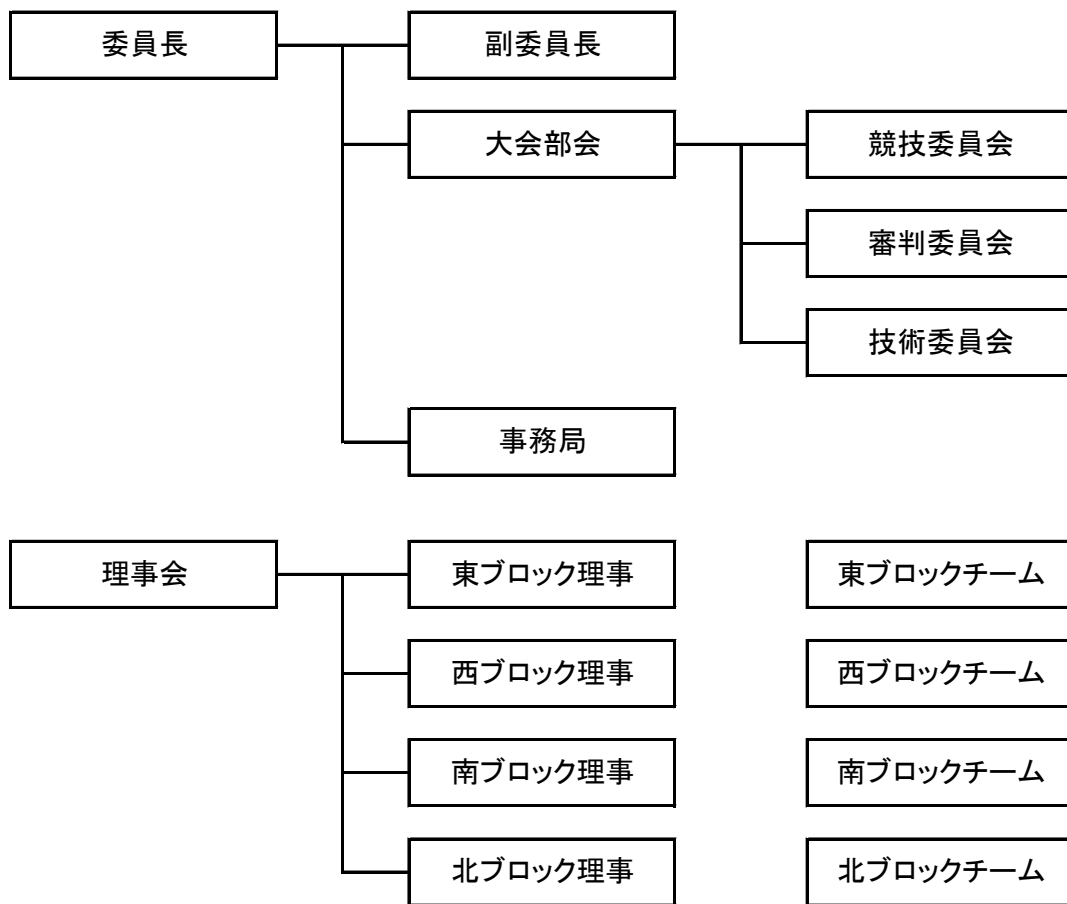 委員長
副委員長
大会部会
競技委員会
審判委員会
技術委員会
事務局
理事会
東ブロック理事
東ブロックチーム
西ブロック理事
西ブロックチーム
南ブロック理事
南ブロックチーム
北ブロック理事
北ブロックチーム